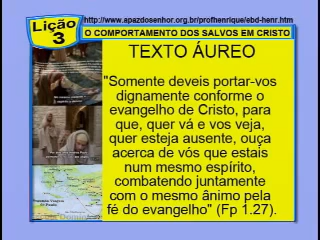 Lição
3
http://www.apazdosenhor.org.br/profhenrique/ebd-henr.htm
O COMPORTAMENTO DOS SALVOS EM CRISTO
TEXTO ÁUREO
"Somente deveis portar-vos
dignamente conforme o
evangelho de Cristo, para
que, quer vá e vos veja,
quer esteja ausente, ouça
acerca de vós que estais
num mesmo espírito,
combatendo juntamente
com o mesmo ânimo pela
fé do evangelho" (Fp 1.27).